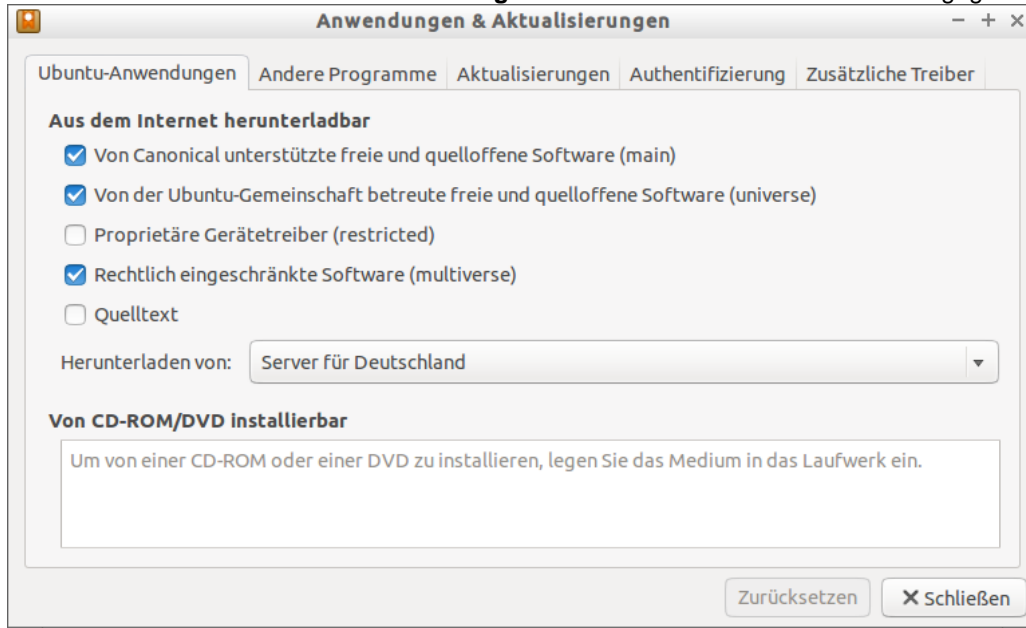 Anwendungen & Aktualisierungen
Ubuntu-Anwendungen Andere Programme Aktualisierungen Authentifizierung Zusätzliche Treiber
Aus dem Internet herunterladbar
Von Canonical unterstützte freie und quelloffene Software (main)
Von der Ubuntu-Gemeinschaft betreute freie und quelloffene Software (universe)
Proprietäre Gerätetreiber (restricted)
Rechtlich eingeschränkte Software (multiverse)
Quelltext
Herunterladen von: Server für Deutschland
Von CD-ROM/DVD installierbar
Um von einer CD-ROM oder einer DVD zu installieren, legen Sie das Medium in das Laufwerk ein.
Zurücksetzen Schließen